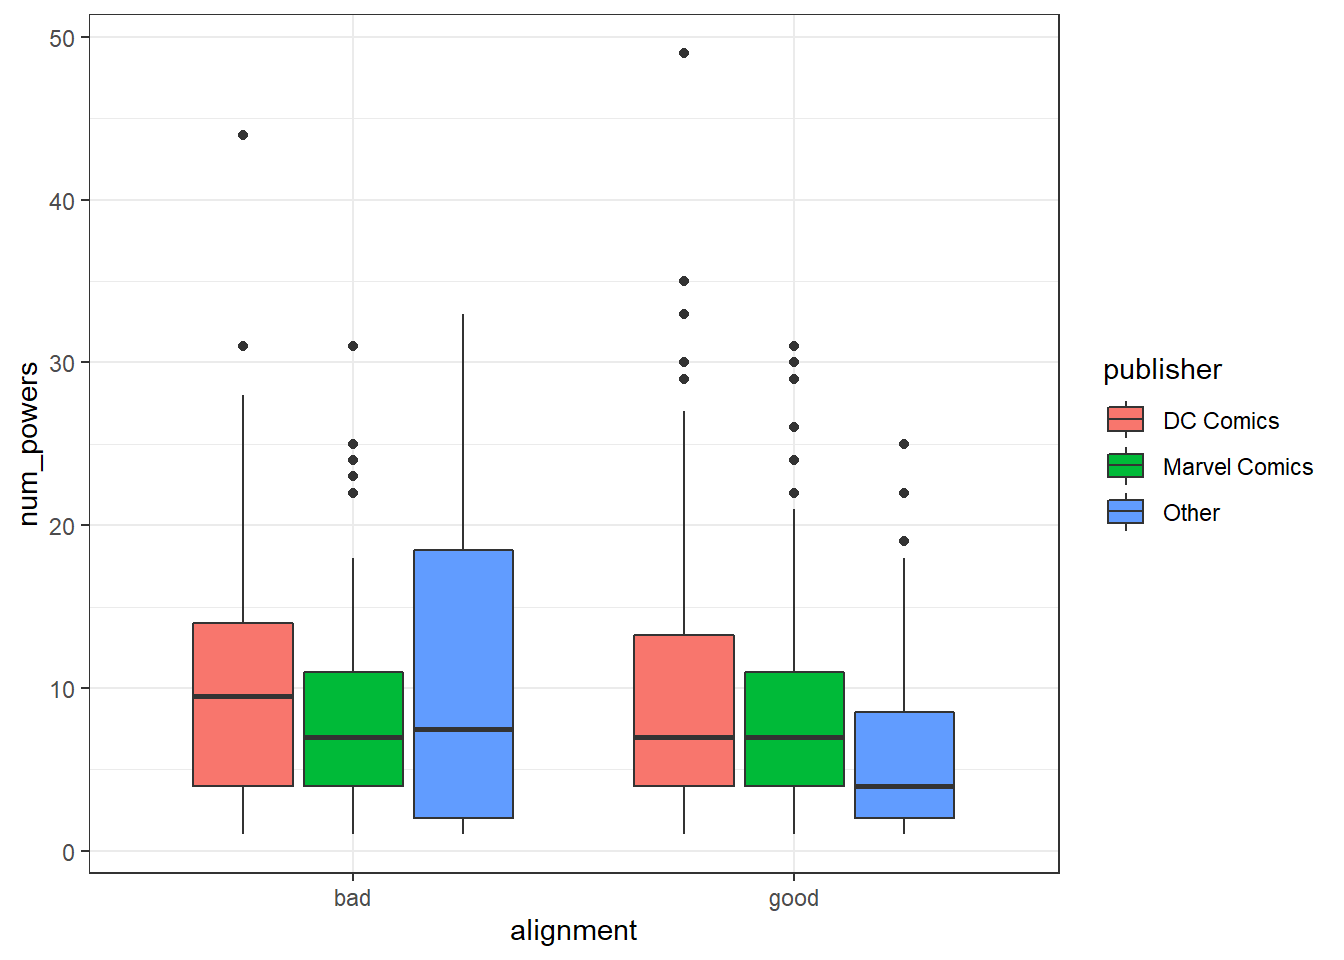 50
40
30
20
10
0
num_powers
bad
good
alignment
publisher
DC Comics
Marvel Comics
Other